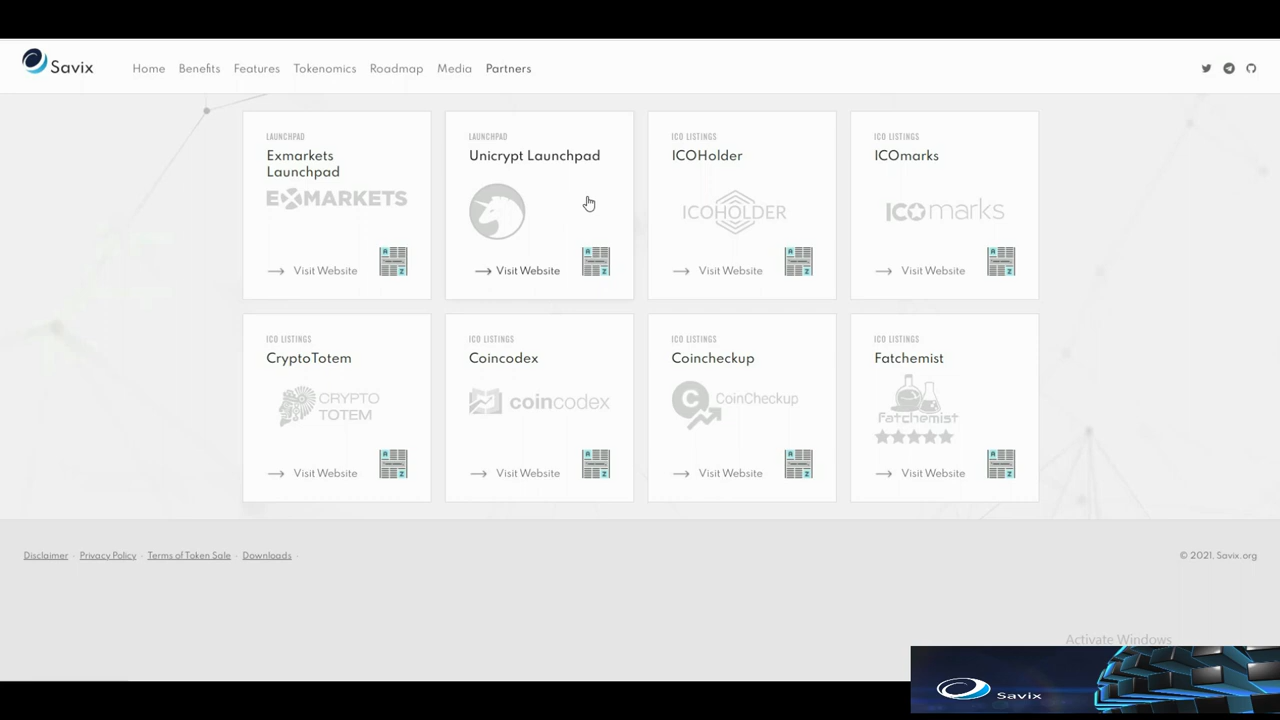 Savix
Home Benefits Features Tokenomics Roadmap Media Partners
LAUNCHPAD
Exmarkets
Launchpad
EXMARKETS
Visit Website
LAUNCHPAD
Unicrypt Launchpad
Visit Website
ICO LISTINGS
ICOHolder
ICOHOLDER
Visit Website
ICO LISTINGS
ICOmarks
ICOmarks
Visit Website
ICO LISTINGS
CryptoTotem
CRYPTO
TOTEM
Visit Website
ICO LISTINGS
Coincodex
coincodex
Visit Website
ICO LISTINGS
Coincheckup
C CoinCheckup
Visit Website
ICO LISTINGS
Fatchemist
Fatchemist
Visit Website
Disclaimer - Privacy Policy - Terms of Token Sale - Downloads -
© 2021. Savix.org
Activate Windows
Savix